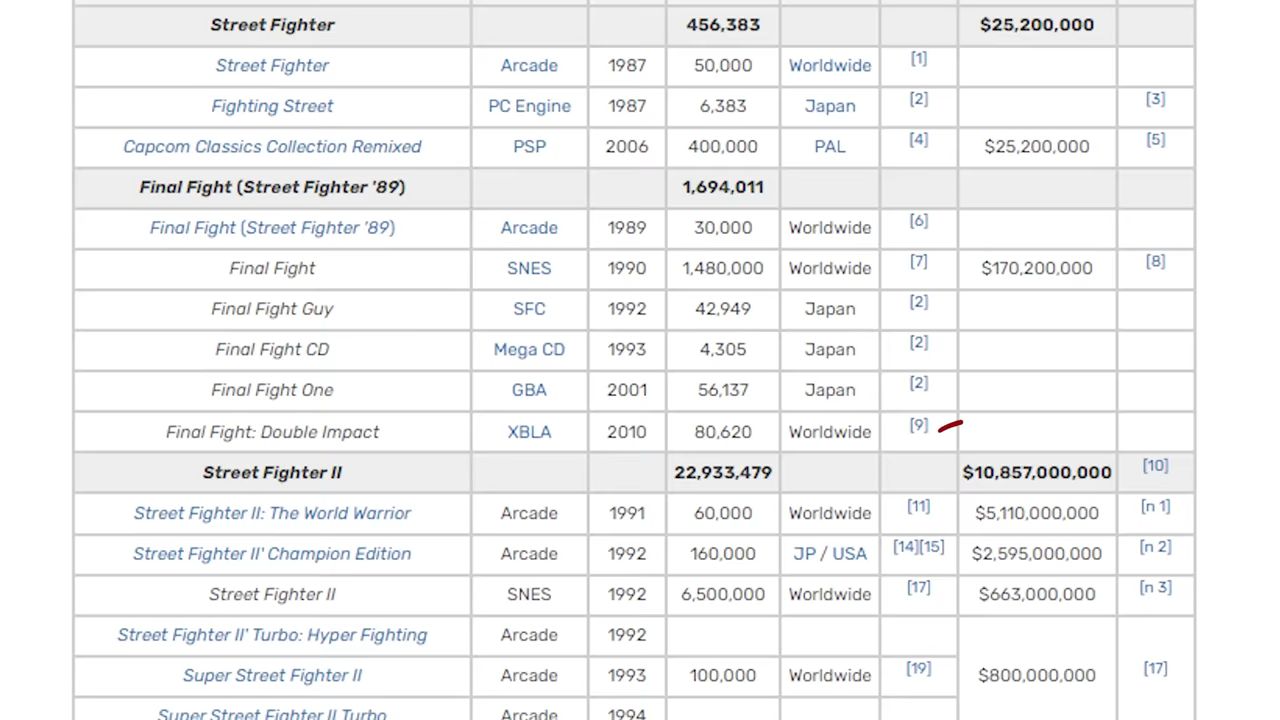 Street Fighter 456,383 $25,200,000
Street Fighter Arcade 1987 50,000 Worldwide [1]
Fighting Street PC Engine 1987 6,383 Japan [2] [3]
Capcom Classics Collection Remixed PSP 2006 400,000 PAL [4] $25,200,000 [5]
Final Fight (Street Fighter '89) 1,694,011
Final Fight (Street Fighter '89) Arcade 1989 30,000 Worldwide [6]
Final Fight SNES 1990 1,480,000 Worldwide [7] $170,200,000 [8]
Final Fight Guy SFC 1992 42,949 Japan [2]
Final Fight CD Mega CD 1993 4,305 Japan [2]
Final Fight One GBA 2001 56,137 Japan [2]
Final Fight: Double Impact XBLA 2010 80,620 Worldwide [9]
Street Fighter II 22,933,479 $10,857,000,000 [10]
Street Fighter II: The World Warrior Arcade 1991 60,000 Worldwide [11] $5,110,000,000 [n 1]
Street Fighter II' Champion Edition Arcade 1992 160,000 JP / USA [14][15] $2,595,000,000 [n 2]
Street Fighter II SNES 1992 6,500,000 Worldwide [17] $663,000,000 [n 3]
Street Fighter II' Turbo: Hyper Fighting Arcade 1992
Super Street Fighter II Arcade 1993 100,000 Worldwide [19] $800,000,000 [17]
Super Street Fighter II Turbo Arcade 1994